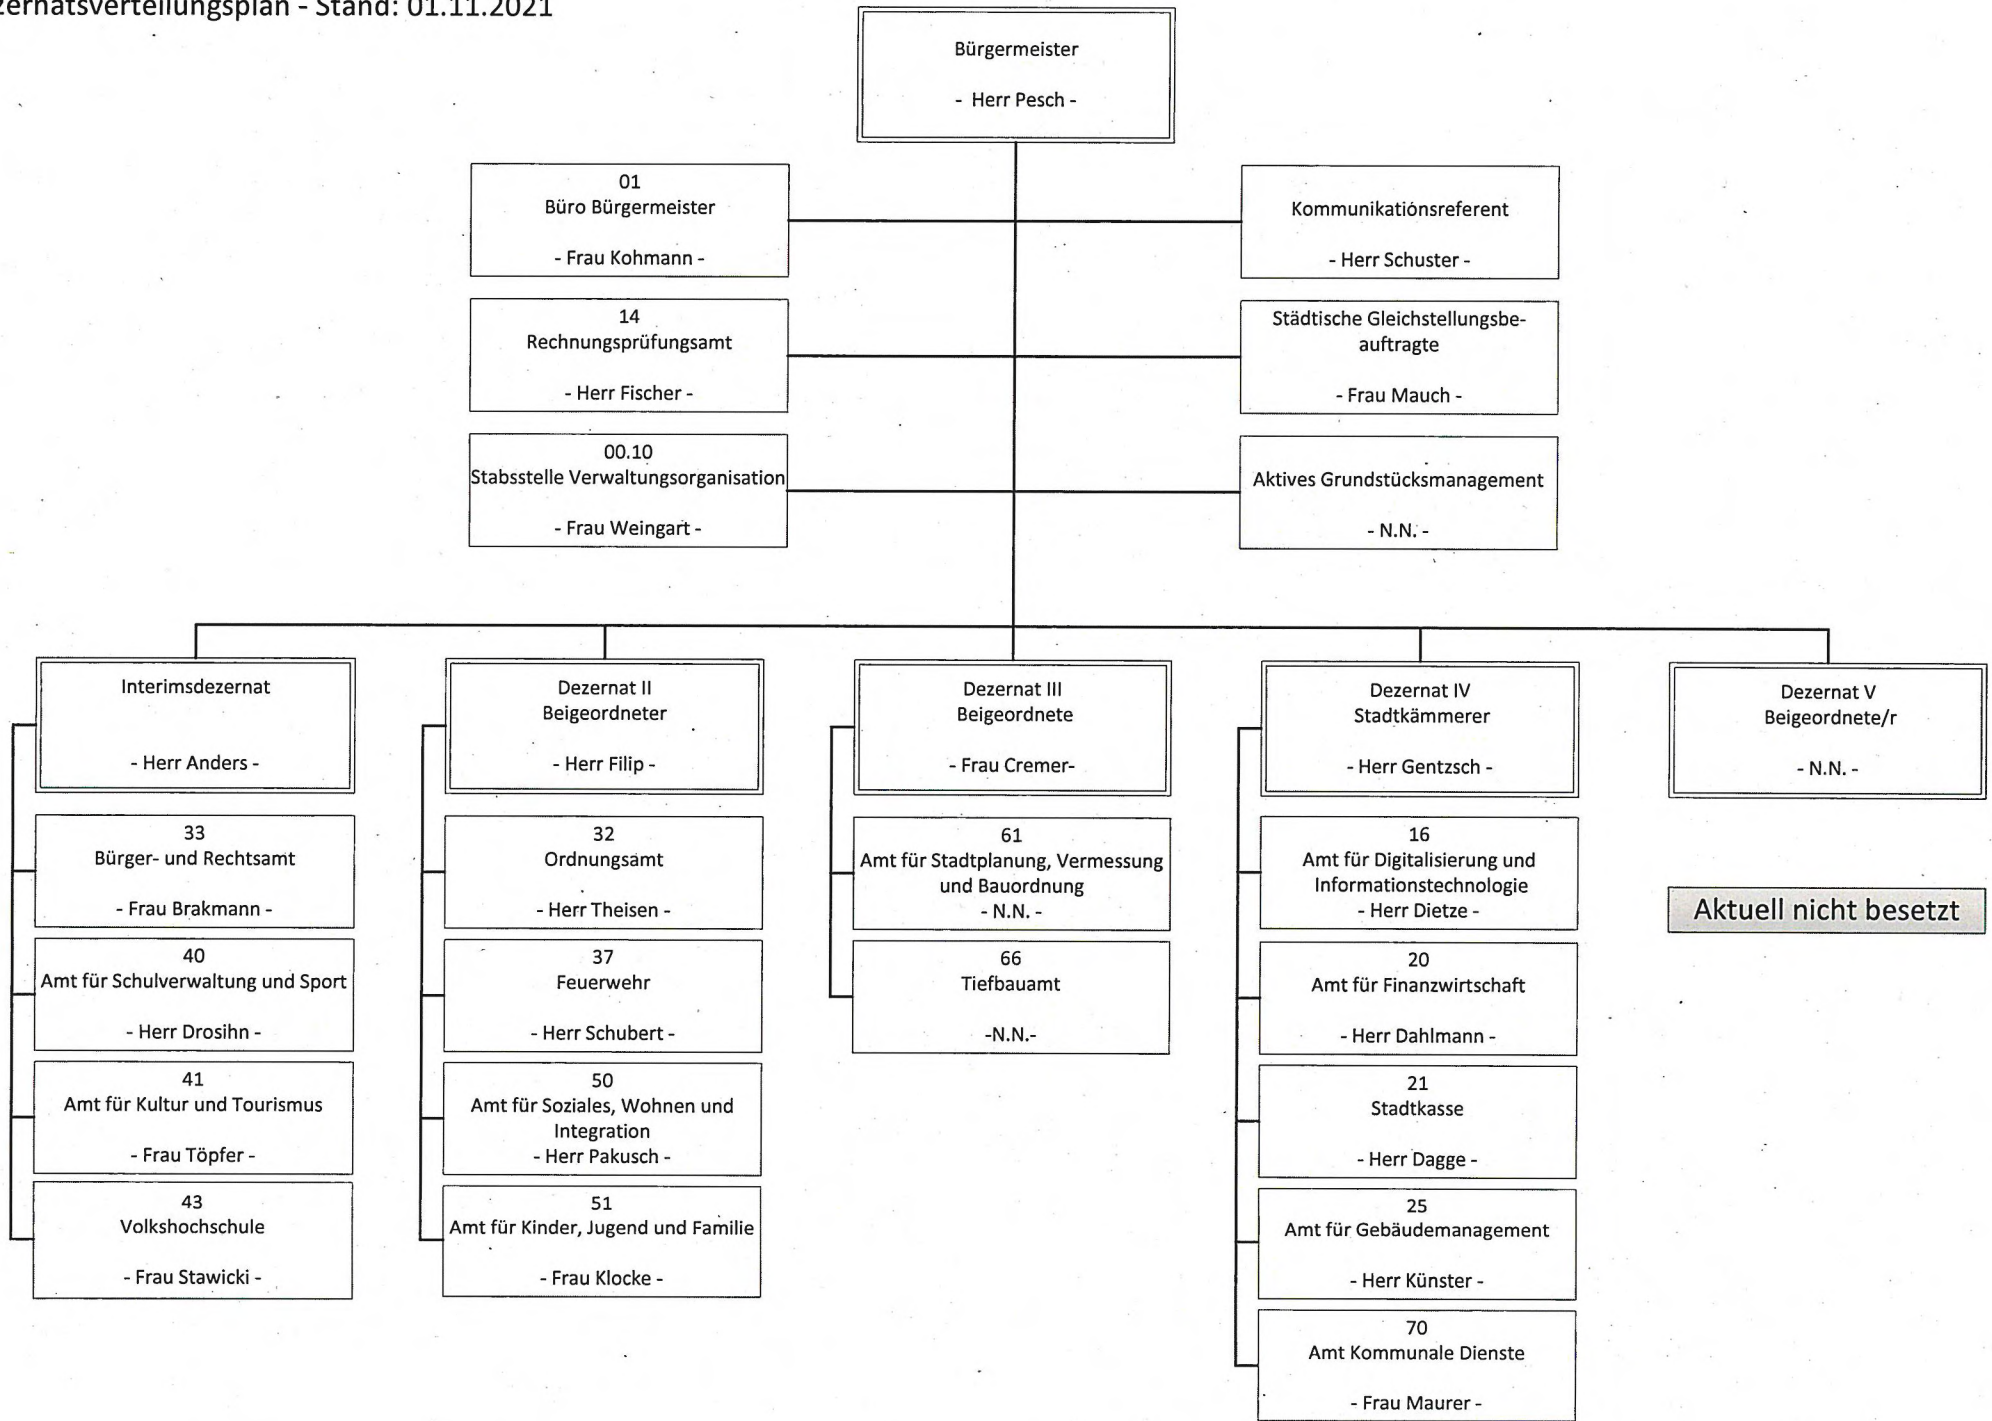 zernatsverteilungsplan - Stand: 01.11.2021
Bürgermeister
- Herr Pesch -
01
Büro Bürgermeister
- Frau Kohmann -
Kommunikationsreferent
- Herr Schuster -
14
Rechnungsprüfungsamt
- Herr Fischer -
Städtische Gleichstellungsbe-
auftragte
- Frau Mauch -
00.10
Stabsstelle Verwaltungsorganisation
- Frau Weingart -
Aktives Grundstücksmanagement
- N.N. -
Interimsdezernat
- Herr Anders -
33
Bürger- und Rechtsamt
- Frau Brakmann -
40
Amt für Schulverwaltung und Sport
- Herr Drosihn -
41
Amt für Kultur und Tourismus
- Frau Töpfer -
43
Volkshochschule
- Frau Stawicki -
Dezernat II
Beigeordneter
- Herr Filip -
32
Ordnungsamt
- Herr Theisen -
37
Feuerwehr
- Herr Schubert -
50
Amt für Soziales, Wohnen und
Integration
- Herr Pakusch -
51
Amt für Kinder, Jugend und Familie
- Frau Klocke -
Dezernat III
Beigeordnete
- Frau Cremer-
61
Amt für Stadtplanung, Vermessung
und Bauordnung
- N.N. -
66
Tiefbauamt
-N.N.-
Dezernat IV
Stadtkämmerer
- Herr Gentzsch -
16
Amt für Digitalisierung und
Informationstechnologie
- Herr Dietze -
20
Amt für Finanzwirtschaft
- Herr Dahlmann -
21
Stadtkasse
- Herr Dagge -
25
Amt für Gebäudemanagement
- Herr Künster -
70
Amt Kommunale Dienste
- Frau Maurer -
Dezernat V
Beigeordnete/r
- N.N. -
Aktuell nicht besetzt